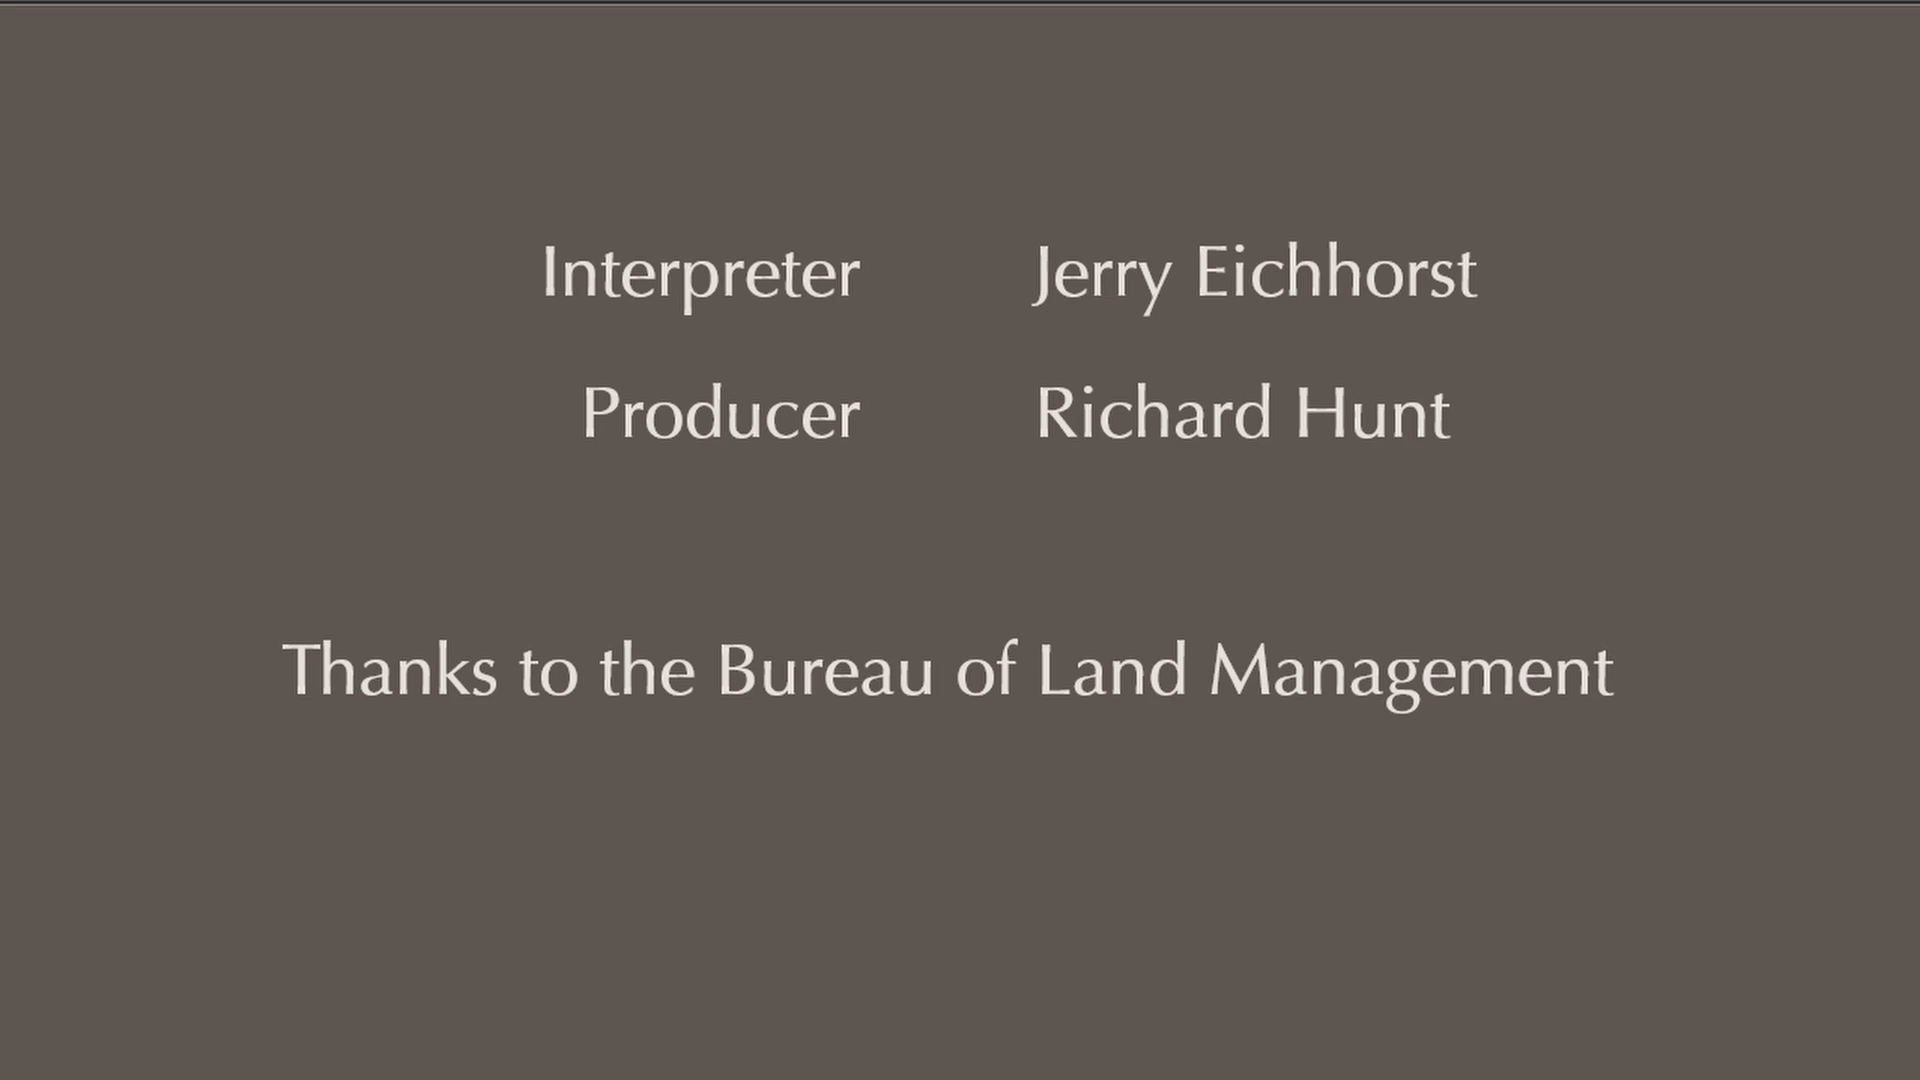 Interpreter Jerry Eichhorst
Producer Richard Hunt
Thanks to the Bureau of Land Management